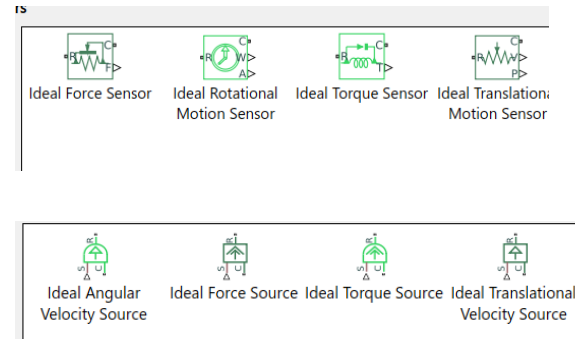 rs
R C F
R C W A
R C T
R C V P
Ideal Force Sensor Ideal Rotational Ideal Torque Sensor Ideal Translationa
Motion Sensor Motion Sensor
R S C R S C R S C R S C
Ideal Angular Ideal Force Source Ideal Torque Source Ideal Translational
Velocity Source Velocity Source